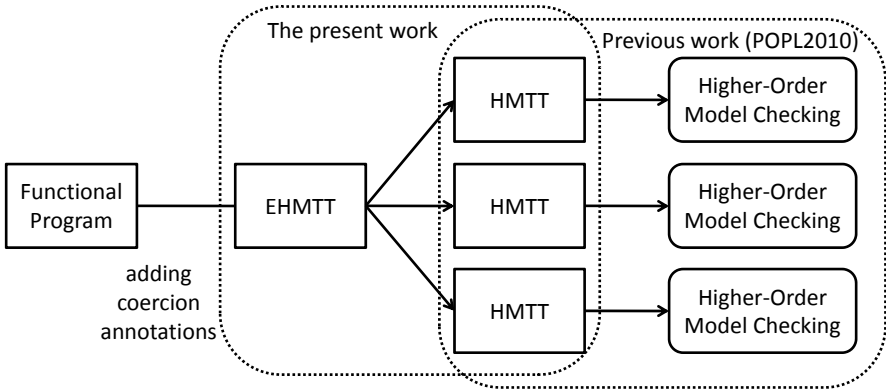 The present work
Previous work (POPL2010)
HMTT
Higher-Order
Model Checking
Functional
Program
EHMTT
HMTT
Higher-Order
Model Checking
adding
coercion
annotations
HMTT
Higher-Order
Model Checking